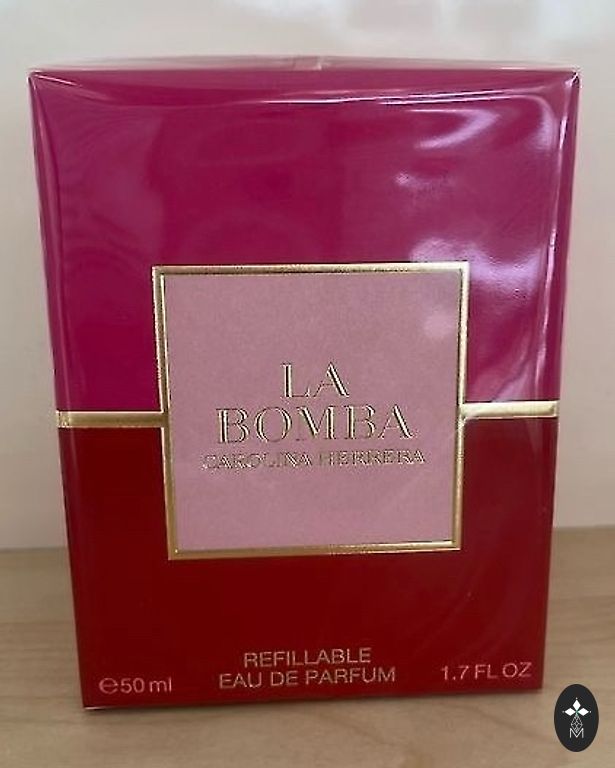 LA
BOMBA
CAROLINA HERRERA
REFILLABLE
EAU DE PARFUM
℮50 ml
1.7 FL OZ
M